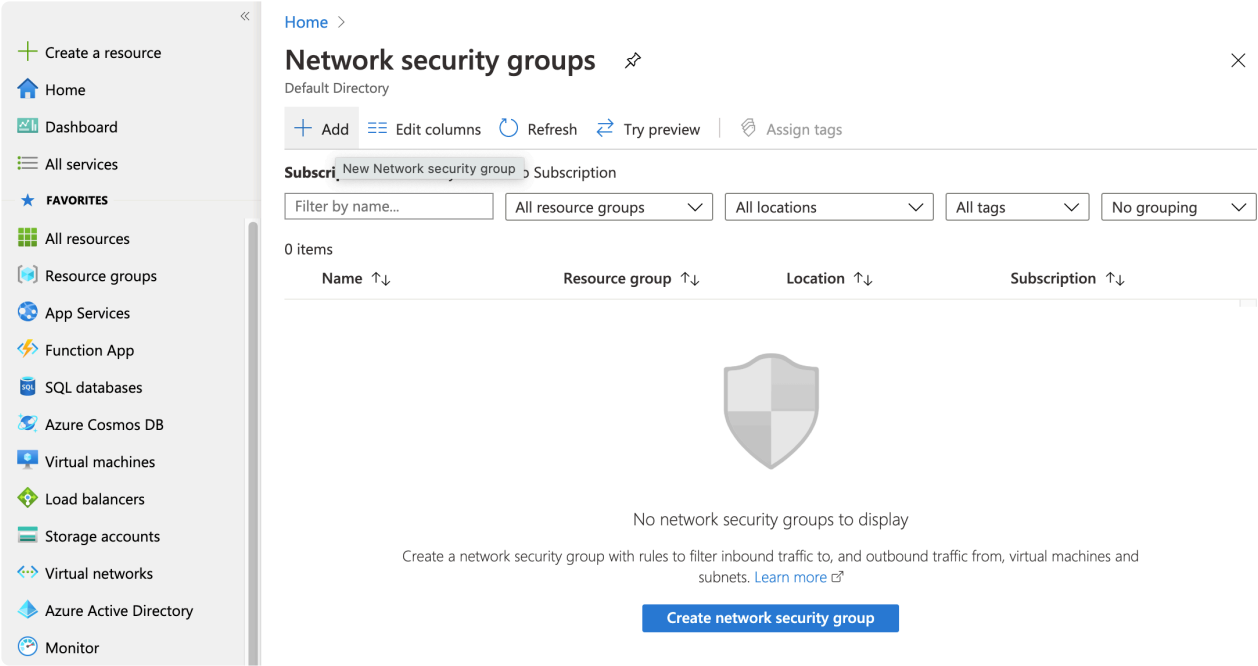 Create a resource
Home
Dashboard
All services
FAVORITES
All resources
Resource groups
App Services
Function App
SQL databases
Azure Cosmos DB
Virtual machines
Load balancers
Storage accounts
Virtual networks
Azure Active Directory
Monitor
Home
Network security groups
Default Directory
Add Edit columns Refresh Try preview Assign tags
New Network security group
Subscription
Filter by name... All resource groups All locations All tags No grouping
0 items
Name Resource group Location Subscription
No network security groups to display
Create a network security group with rules to filter inbound traffic to, and outbound traffic from, virtual machines and
subnets. Learn more
Create network security group